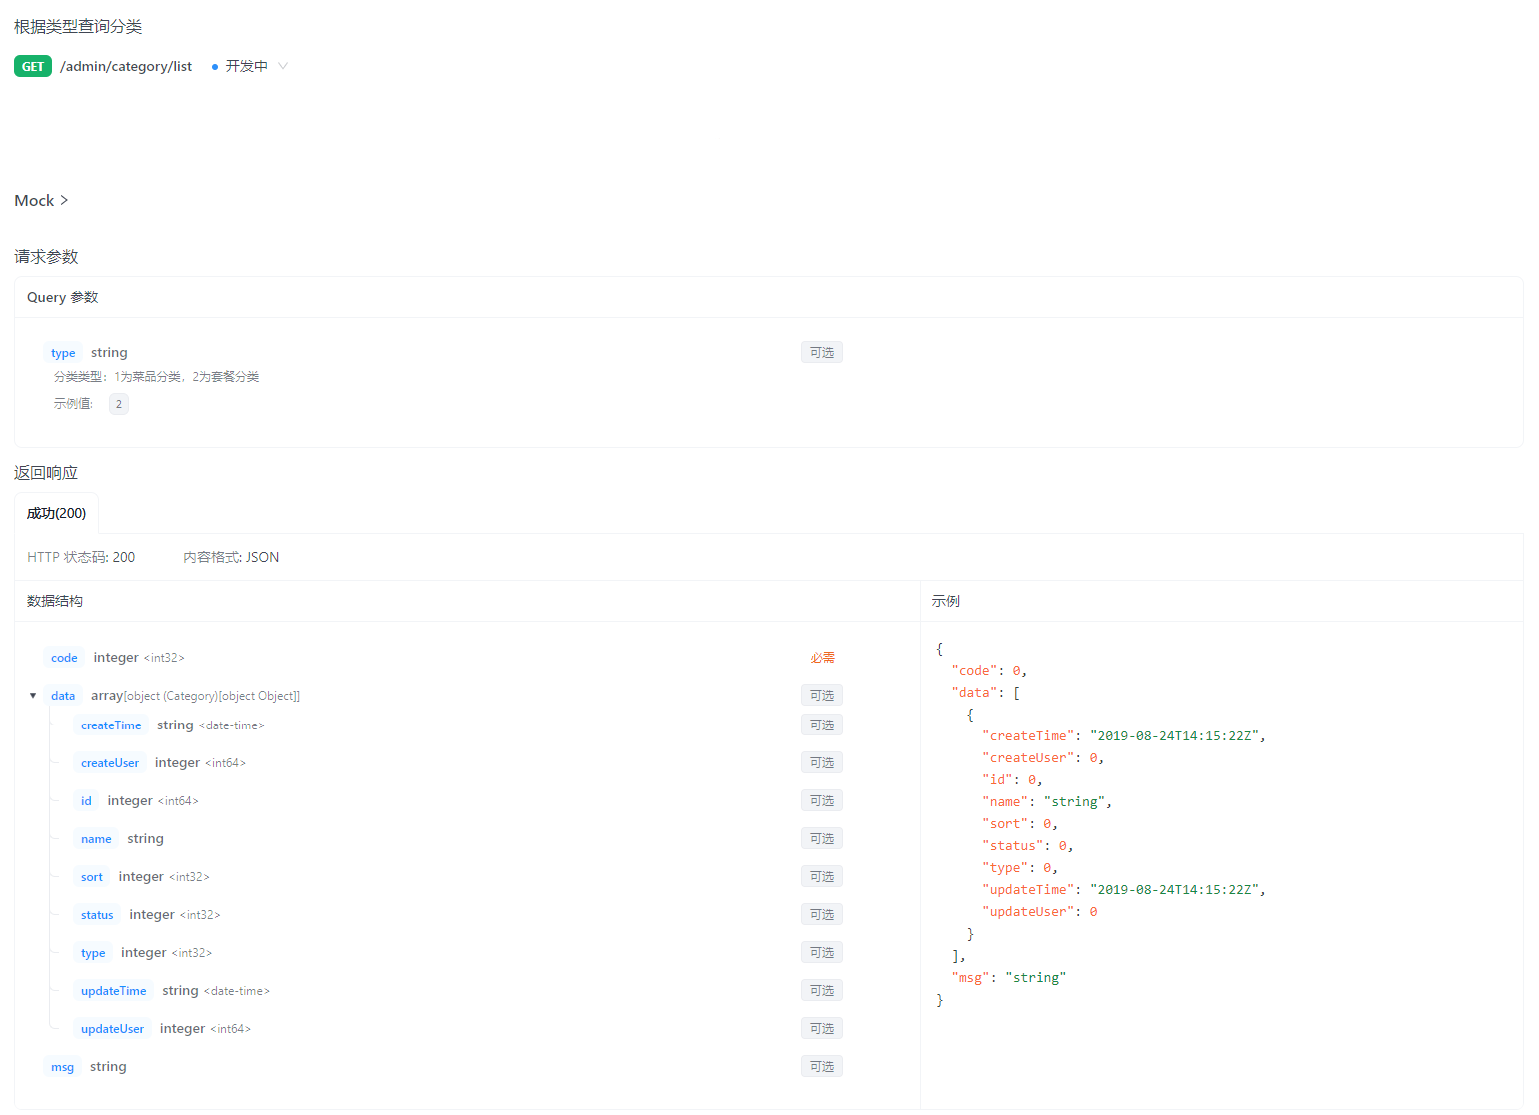 根据类型查询分类
GET /admin/category/list 开发中
Mock >
请求参数
Query 参数
type string 可选
分类类型：1为菜品分类，2为套餐分类
示例值: 2
返回响应
成功(200)
HTTP 状态码: 200 内容格式: JSON
数据结构
code integer <int32> 必需
data array[object (Category)[object Object]] 可选
createTime string <date-time> 可选
createUser integer <int64> 可选
id integer <int64> 可选
name string 可选
sort integer <int32> 可选
status integer <int32> 可选
type integer <int32> 可选
updateTime string <date-time> 可选
updateUser integer <int64> 可选
msg string 可选
示例
{
"code": 0,
"data": [
{
"createTime": "2019-08-24T14:15:22Z",
"createUser": 0,
"id": 0,
"name": "string",
"sort": 0,
"status": 0,
"type": 0,
"updateTime": "2019-08-24T14:15:22Z",
"updateUser": 0
}
],
"msg": "string"
}